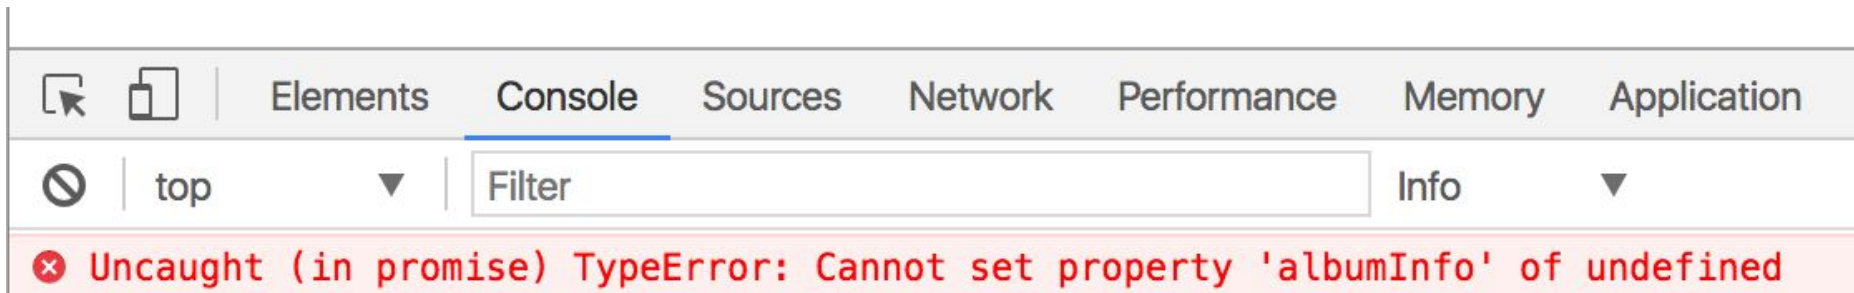 Elements Console Sources Network Performance Memory Application
top Filter Info
Uncaught (in promise) TypeError: Cannot set property 'albumInfo' of undefined